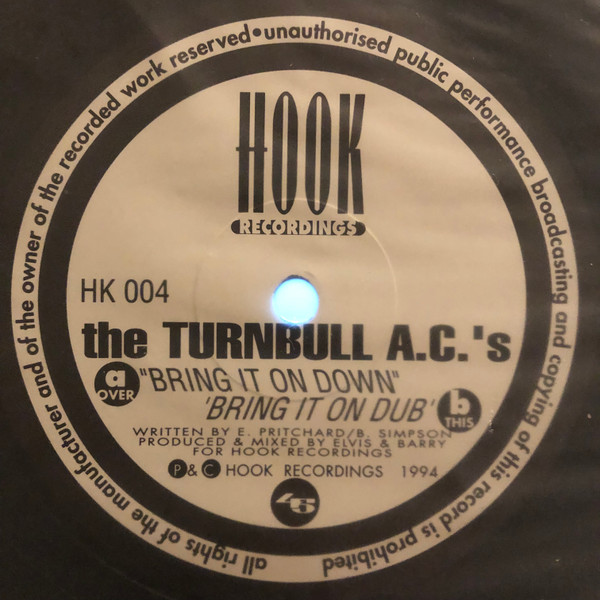 all rights of the manufacturer and of the owner of the recorded work reserved•unauthorised public performance broadcasting and copying of this record is prohibited
HOOK
RECORDINGS
HK 004
the TURNBULL A.C.'s
a OVER "BRING IT ON DOWN"
'BRING IT ON DUB' b THIS
WRITTEN BY E. PRITCHARD/B. SIMPSON
PRODUCED & MIXED BY ELVIS & BARRY
FOR HOOK RECORDINGS
P & C HOOK RECORDINGS 1994
45